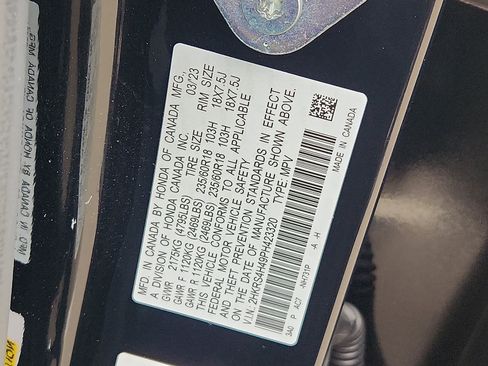 MFD. IN CANADA BY HONDA OF CANADA MFG.,
A DIVISION OF HONDA CANADA INC. 03/23
GVWR 2175KG (4795LBS) TIRE SIZE RIM SIZE
GAWR F 1120KG (2469LBS) 235/60R18 103H 18X7.5J
GAWR R 1120KG (2469LBS) 235/60R18 103H 18X7.5J
THIS VEHICLE CONFORMS TO ALL APPLICABLE
FEDERAL MOTOR VEHICLE SAFETY
AND THEFT PREVENTION STANDARDS IN EFFECT
ON THE DATE OF MANUFACTURE SHOWN ABOVE.
V.I.N. 2HKRS4H49PH423320 TYPE: MPV
3A0 P AC7 -NH731P -A -H
MADE IN CANADA